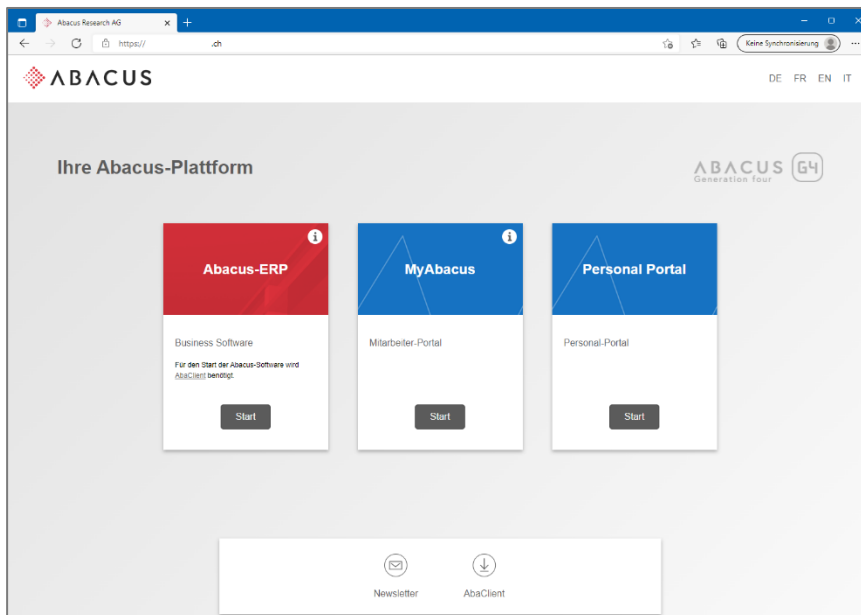 Abacus Research AG
https:// .ch
Keine Synchronisierung
ABACUS
DE FR EN IT
Ihre Abacus-Plattform
ABACUS G4
Generation four
Abacus-ERP
Business Software
Für den Start der Abacus-Software wird
AbaClient benötigt.
Start
MyAbacus
Mitarbeiter-Portal
Start
Personal Portal
Personal-Portal
Start
Newsletter
AbaClient